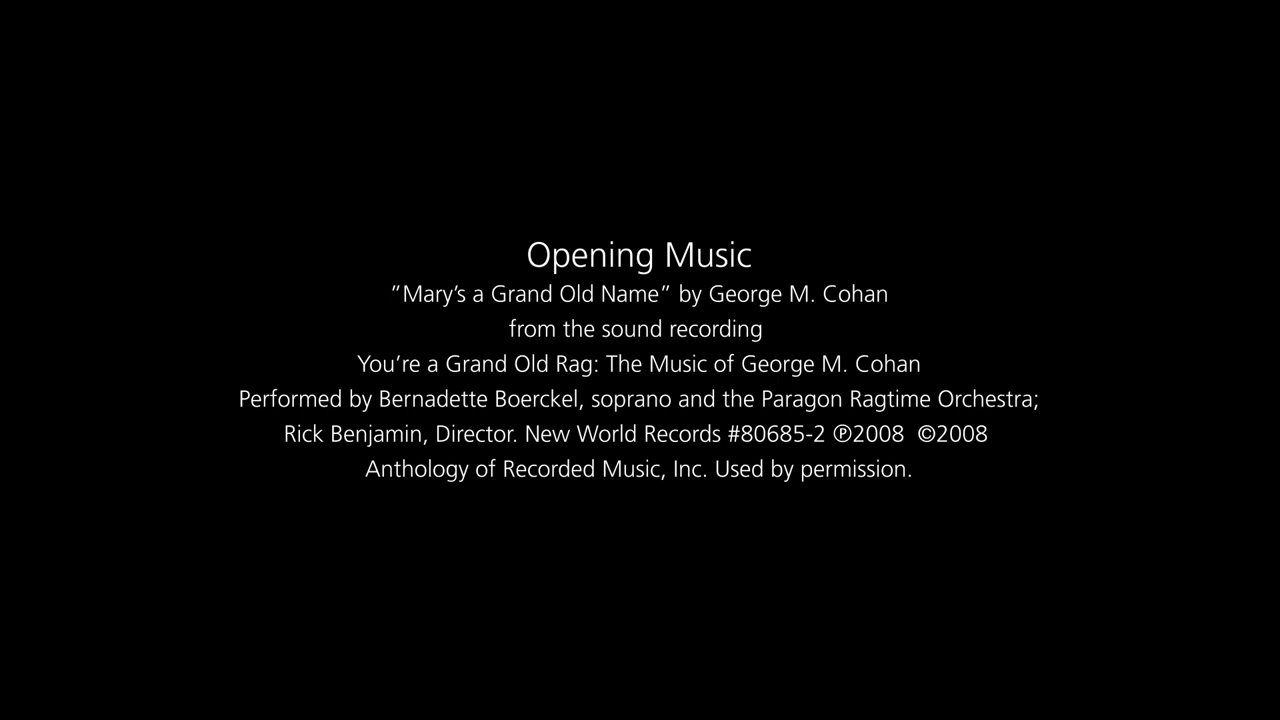 Opening Music
”Mary’s a Grand Old Name” by George M. Cohan
from the sound recording
You’re a Grand Old Rag: The Music of George M. Cohan
Performed by Bernadette Boerckel, soprano and the Paragon Ragtime Orchestra;
Rick Benjamin, Director. New World Records #80685-2 ℗2008  ©2008
Anthology of Recorded Music, Inc. Used by permission.